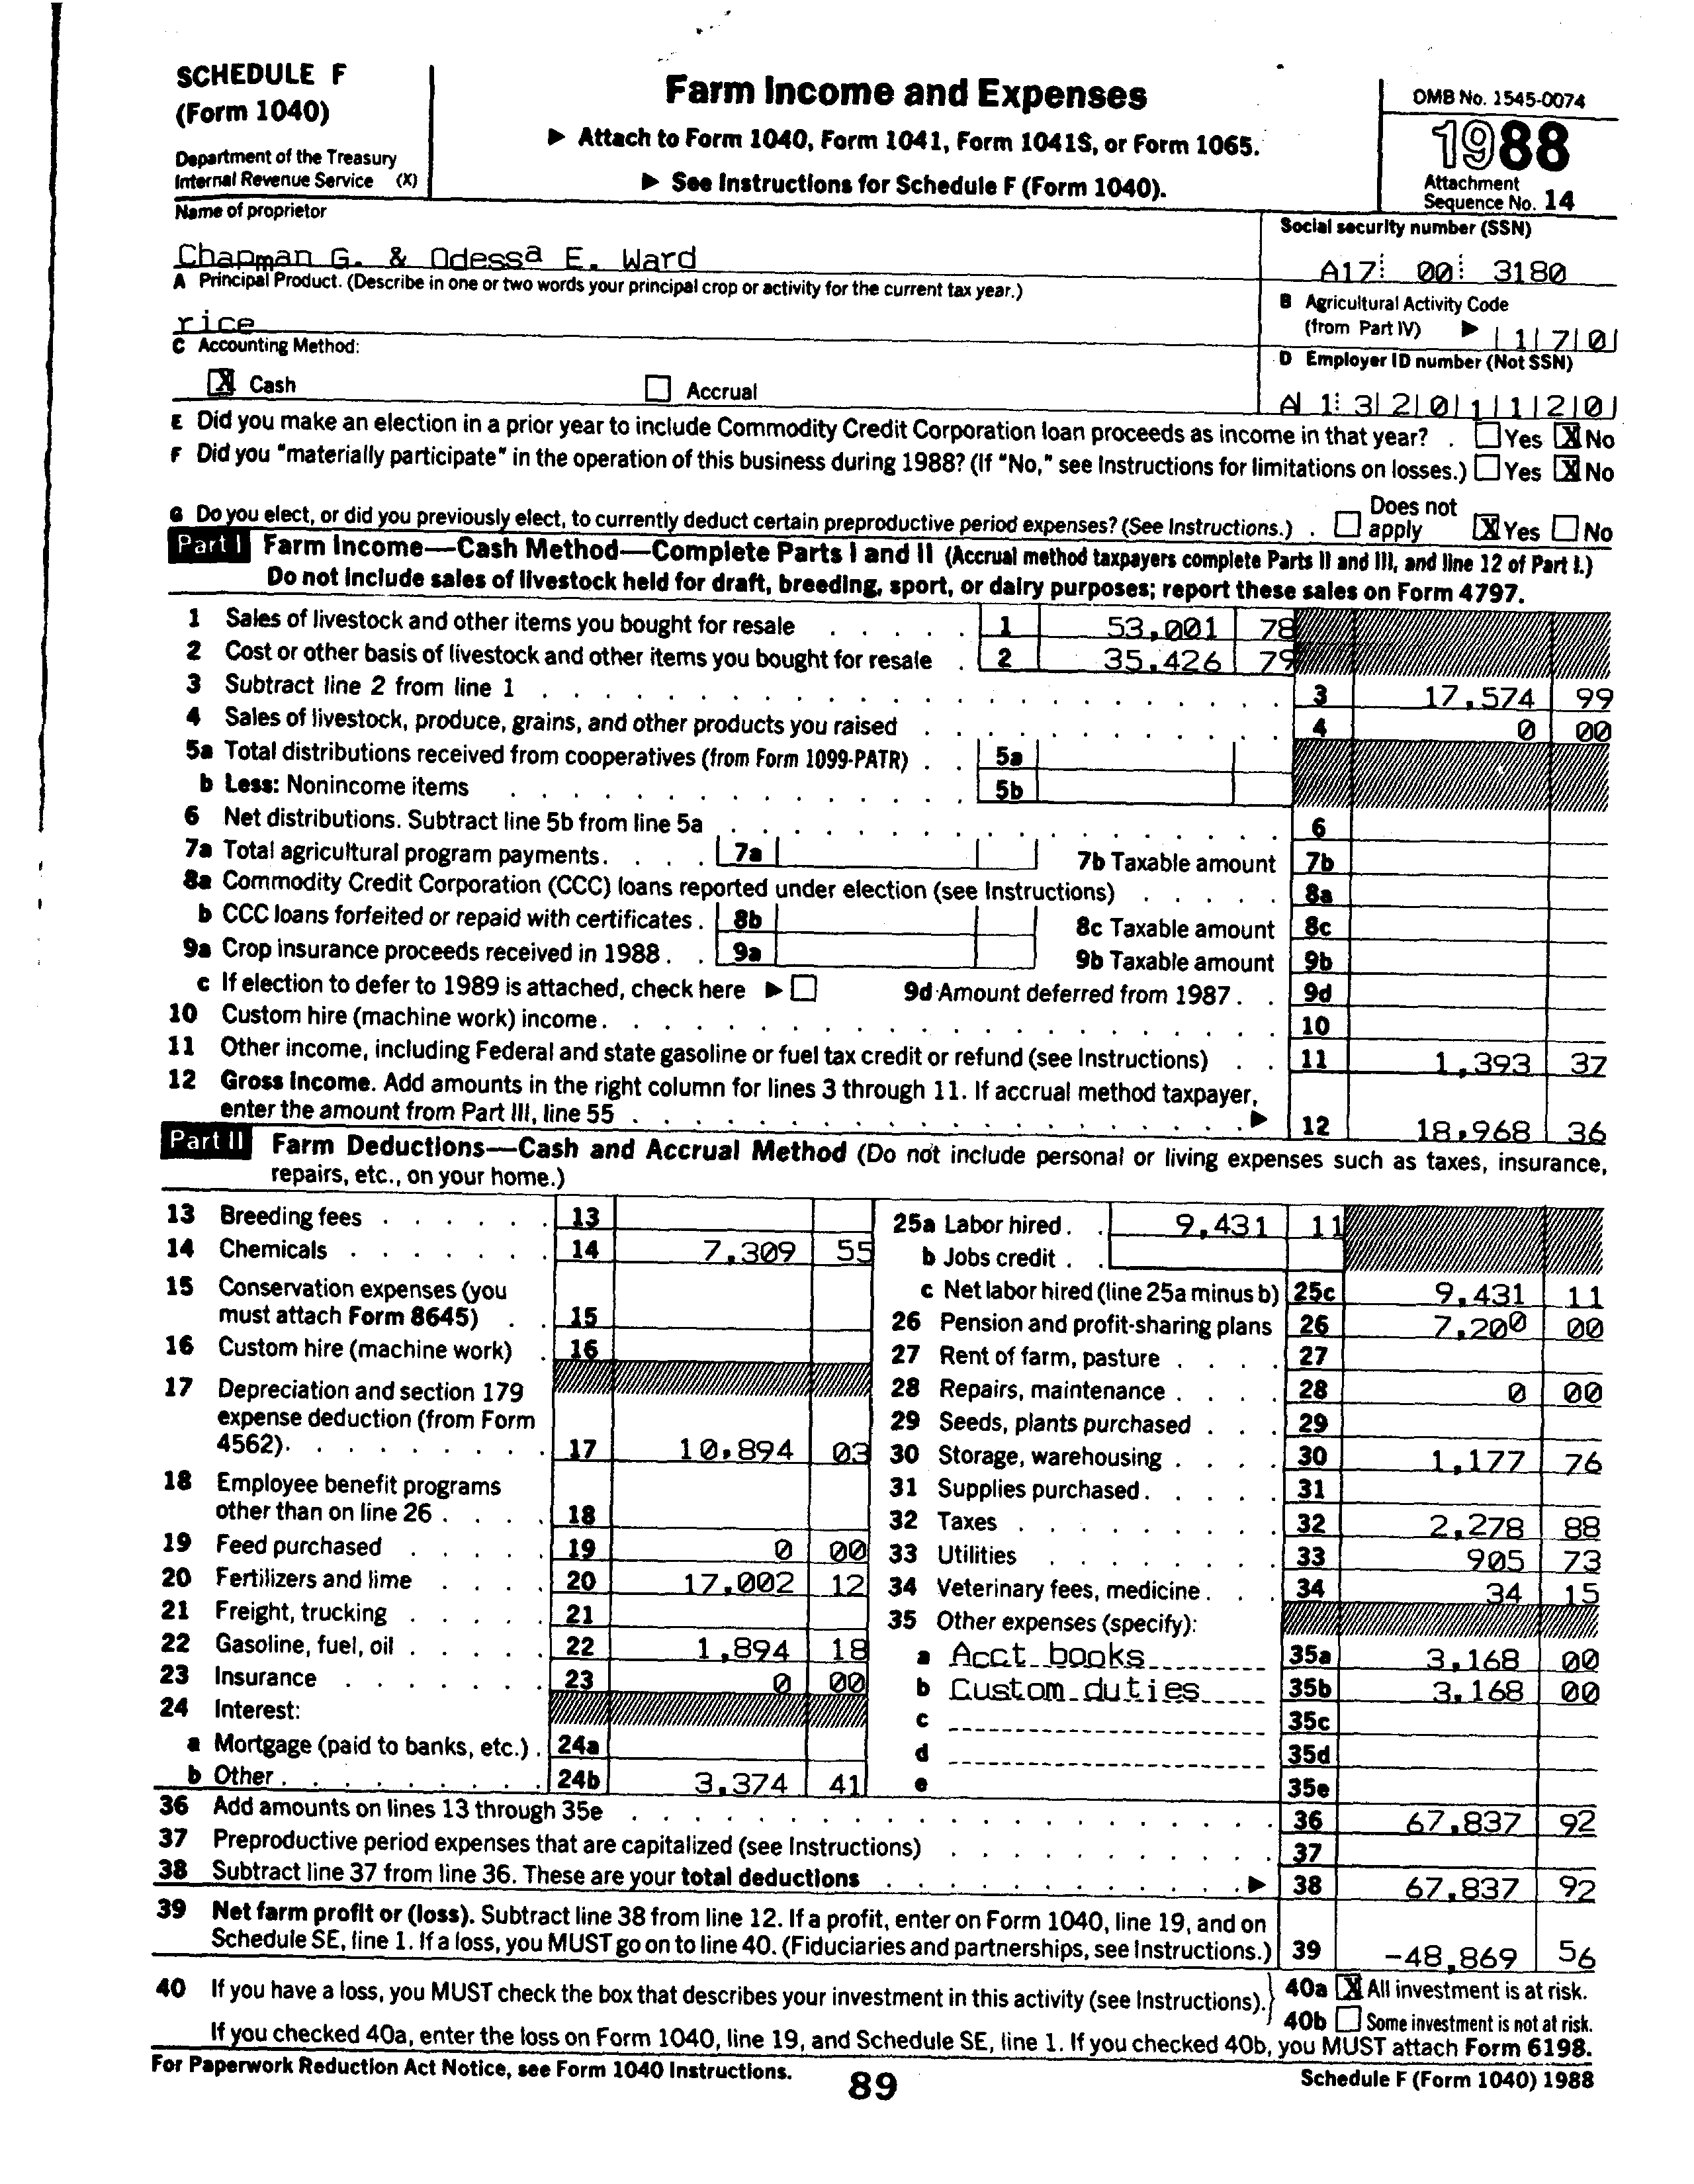 SCHEDULE F
(Form 1040)
Department of the Treasury
Internal Revenue Service (X)
Farm Income and Expenses
▶ Attach to Form 1040, Form 1041, Form 1041S, or Form 1065.
▶ See Instructions for Schedule F (Form 1040).
OMB No. 1545-0074
1988
Attachment
Sequence No. 14
Name of proprietor
Chapman G. & Odessa E. Ward
Social security number (SSN)
A17 00 3180
A Principal Product. (Describe in one or two words your principal crop or activity for the current tax year.)
rice
B Agricultural Activity Code
(from Part IV) ▶ | 1 | 7 | 0 |
C Accounting Method:
[X] Cash [ ] Accrual
D Employer ID number (Not SSN)
A | 1 | 3 | 2 | 0 | 1 | 1 | 2 | 0 |
E Did you make an election in a prior year to include Commodity Credit Corporation loan proceeds as income in that year? . [ ] Yes [X] No
F Did you "materially participate" in the operation of this business during 1988? (If "No," see Instructions for limitations on losses.) [ ] Yes [X] No
G Do you elect, or did you previously elect, to currently deduct certain preproductive period expenses? (See Instructions.) . [ ] Does not apply [X] Yes [ ] No
Part I Farm Income—Cash Method—Complete Parts I and II (Accrual method taxpayers complete Parts II and III, and line 12 of Part I.)
Do not include sales of livestock held for draft, breeding, sport, or dairy purposes; report these sales on Form 4797.
1 Sales of livestock and other items you bought for resale 1 53,001 78
2 Cost or other basis of livestock and other items you bought for resale 2 35,426 79
3 Subtract line 2 from line 1 3 17,574 99
4 Sales of livestock, produce, grains, and other products you raised 4 0 00
5a Total distributions received from cooperatives (from Form 1099-PATR) 5a
b Less: Nonincome items 5b
6 Net distributions. Subtract line 5b from line 5a 6
7a Total agricultural program payments. 7a 7b Taxable amount 7b
8a Commodity Credit Corporation (CCC) loans reported under election (see Instructions) 8a
b CCC loans forfeited or repaid with certificates . 8b 8c Taxable amount 8c
9a Crop insurance proceeds received in 1988 . 9a 9b Taxable amount 9b
c If election to defer to 1989 is attached, check here ▶ [ ] 9d Amount deferred from 1987 . 9d
10 Custom hire (machine work) income. 10
11 Other income, including Federal and state gasoline or fuel tax credit or refund (see Instructions) 11 1,393 37
12 Gross Income. Add amounts in the right column for lines 3 through 11. If accrual method taxpayer,
enter the amount from Part III, line 55 ▶ 12 18,968 36
Part II Farm Deductions—Cash and Accrual Method (Do not include personal or living expenses such as taxes, insurance,
repairs, etc., on your home.)
13 Breeding fees 13
14 Chemicals 14 7,309 55
15 Conservation expenses (you
must attach Form 8645) 15
16 Custom hire (machine work) 16
17 Depreciation and section 179
expense deduction (from Form
4562). 17 10,894 03
18 Employee benefit programs
other than on line 26 . 18
19 Feed purchased 19 0 00
20 Fertilizers and lime 20 17,002 12
21 Freight, trucking 21
22 Gasoline, fuel, oil 22 1,894 18
23 Insurance 23 0 00
24 Interest:
a Mortgage (paid to banks, etc.) . 24a
b Other . 24b 3,374 41
25a Labor hired . 9,431 11
b Jobs credit .
c Net labor hired (line 25a minus b) 25c 9,431 11
26 Pension and profit-sharing plans 26 7,200 00
27 Rent of farm, pasture 27
28 Repairs, maintenance 28 0 00
29 Seeds, plants purchased 29
30 Storage, warehousing 30 1,177 76
31 Supplies purchased . 31
32 Taxes 32 2,278 88
33 Utilities 33 905 73
34 Veterinary fees, medicine . 34 34 15
35 Other expenses (specify):
a Acct books 35a 3,168 00
b Custom duties 35b 3,168 00
c 35c
d 35d
e 35e
36 Add amounts on lines 13 through 35e 36 67,837 92
37 Preproductive period expenses that are capitalized (see Instructions) 37
38 Subtract line 37 from line 36. These are your total deductions ▶ 38 67,837 92
39 Net farm profit or (loss). Subtract line 38 from line 12. If a profit, enter on Form 1040, line 19, and on
Schedule SE, line 1. If a loss, you MUST go on to line 40. (Fiduciaries and partnerships, see Instructions.) 39 -48,869 56
40 If you have a loss, you MUST check the box that describes your investment in this activity (see Instructions). 40a [X] All investment is at risk.
40b [ ] Some investment is not at risk.
If you checked 40a, enter the loss on Form 1040, line 19, and Schedule SE, line 1. If you checked 40b, you MUST attach Form 6198.
For Paperwork Reduction Act Notice, see Form 1040 Instructions.
89
Schedule F (Form 1040) 1988